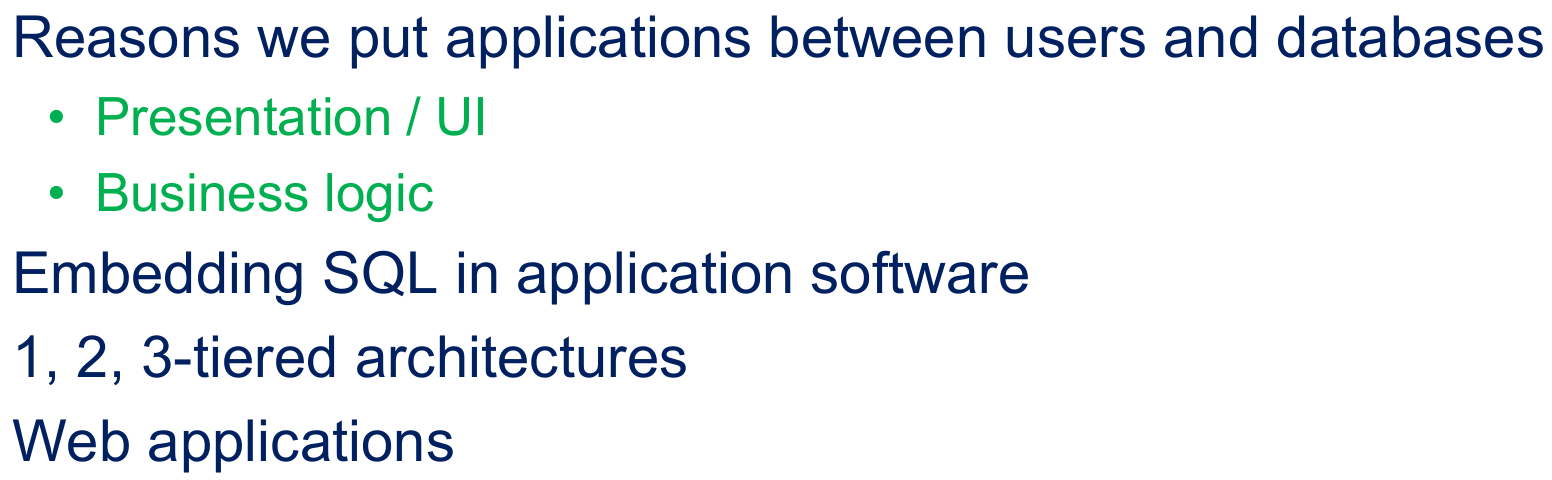 Reasons we put applications between users and databases
• Presentation / UI
• Business logic
Embedding SQL in application software
1, 2, 3-tiered architectures
Web applications